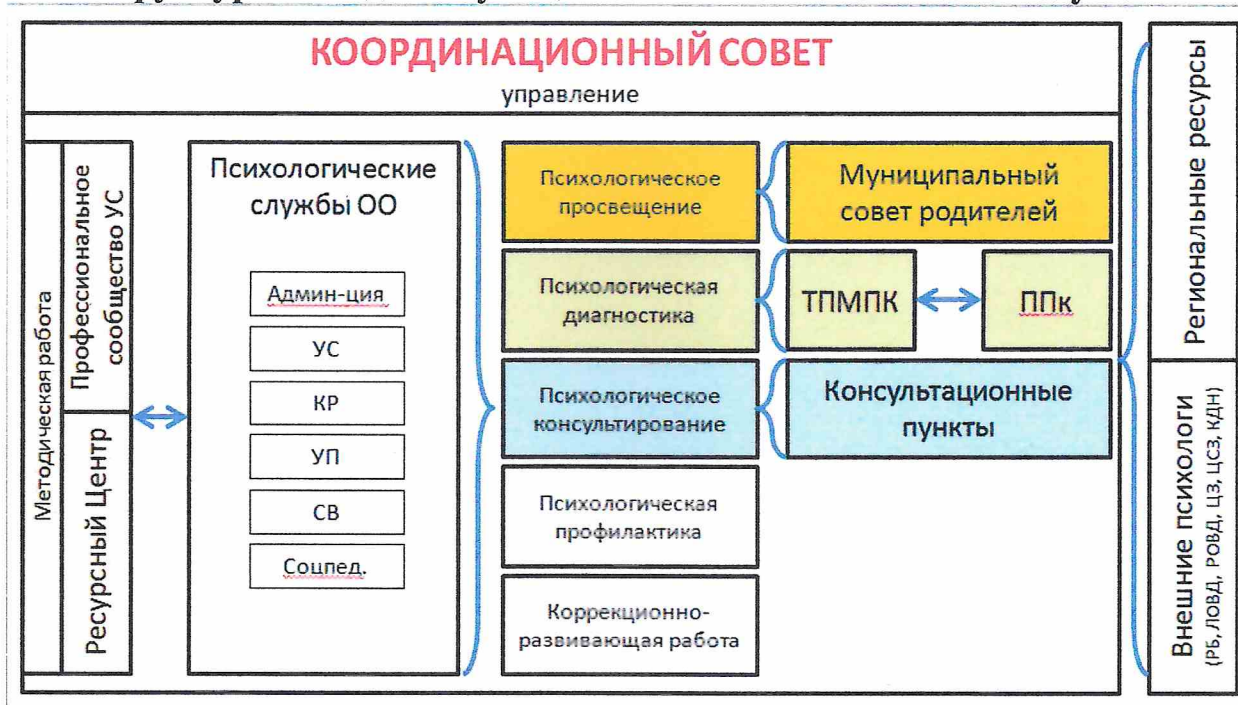 КООРДИНАЦИОННЫЙ СОВЕТ
управление
Методическая работа
Профессиональное
сообщество УС
Ресурсный Центр
Психологические
службы ОО
Админ-ция
УС
КР
УП
СВ
Соцпед.
Психологическое
просвещение
Муниципальный
совет родителей
Психологическая
диагностика
ТПМПК
ППк
Психологическое
консультирование
Консультационные
пункты
Психологическая
профилактика
Коррекционно-
развивающая работа
Региональные ресурсы
Внешние психологи
(РБ, ЛОВД, РОВД, ЦЗ, ЦСЗ, КДН)